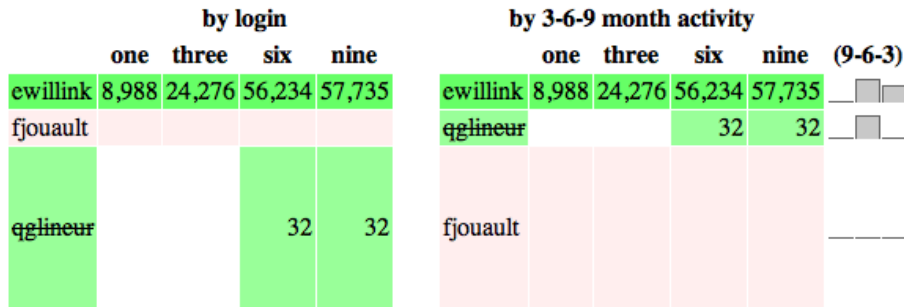 by login by 3-6-9 month activity
one three six nine one three six nine (9-6-3)
ewillink 8,988 24,276 56,234 57,735 ewillink 8,988 24,276 56,234 57,735
fjouault qglineur 32 32
qglineur 32 32 fjouault